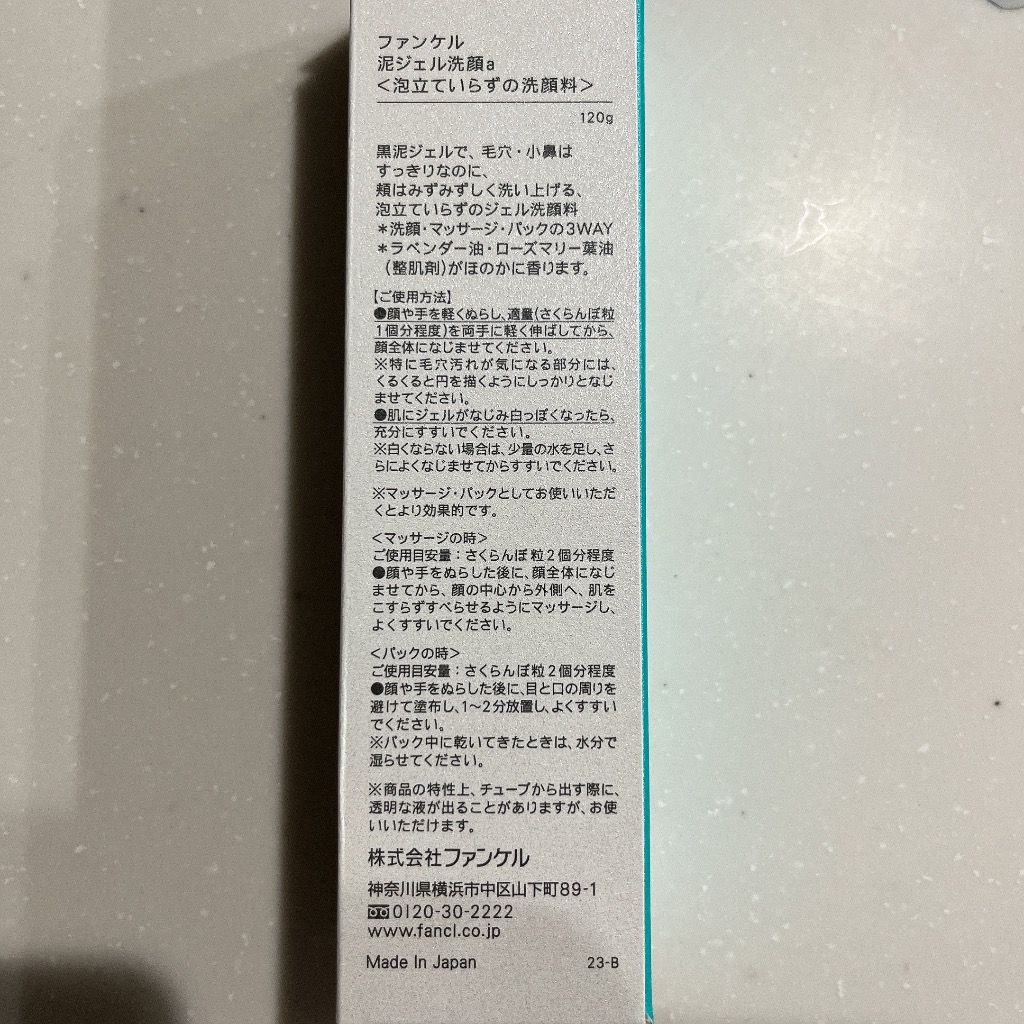 ファンケル
泥ジェル洗顔a
<泡立ていらずの洗顔料>
120g
黒泥ジェルで、毛穴・小鼻は
すっきりなのに、
頬はみずみずしく洗い上げる、
泡立ていらずのジェル洗顔料
*洗顔・マッサージ・パックの3WAY
*ラベンダー油・ローズマリー葉油
(整肌剤)がほのかに香ります。
【ご使用方法】
●顔や手を軽くぬらし、適量(さくらんぼ粒
1個分程度)を両手に軽く伸ばしてから、
顔全体になじませてください。
※特に毛穴汚れが気になる部分には、
くるくると円を描くようにしっかりとなじ
ませてください。
●肌にジェルがなじみ白っぽくなったら、
充分にすすいでください。
※白くならない場合は、少量の水を足し、さ
らによくなじませてからすすいでください。
※マッサージ・パックとしてお使いいただ
くとより効果的です。
<マッサージの時>
ご使用目安量:さくらんぼ粒2個分程度
●顔や手をぬらした後に、顔全体になじ
ませてから、顔の中心から外側へ、肌を
こすらずすべらせるようにマッサージし、
よくすすいでください。
<パックの時>
ご使用目安量:さくらんぼ粒2個分程度
●顔や手をぬらした後に、目と口の周りを
避けて塗布し、1～2分放置し、よくすすい
でください。
※パック中に乾いてきたときは、水分で
湿らせてください。
※商品の特性上、チューブから出す際に、
透明な液が出ることがありますが、お使
いいただけます。
株式会社ファンケル
神奈川県横浜市中区山下町89-1
0120-30-2222
www.fancl.co.jp
Made In Japan
23-B